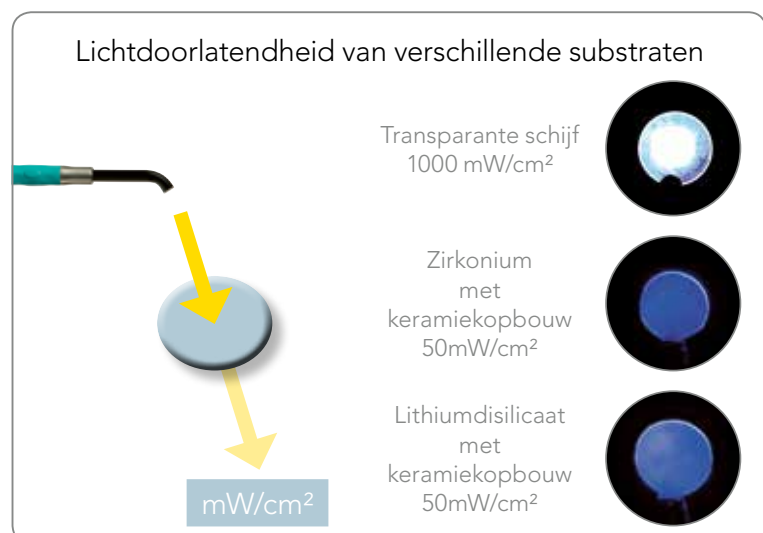 Lichtdoorlatendheid van verschillende substraten
Transparante schijf
1000 mW/cm²
Zirkonium
met
keramiekopbouw
50mW/cm²
Lithiumdisilicaat
met
keramiekopbouw
50mW/cm²
mW/cm²